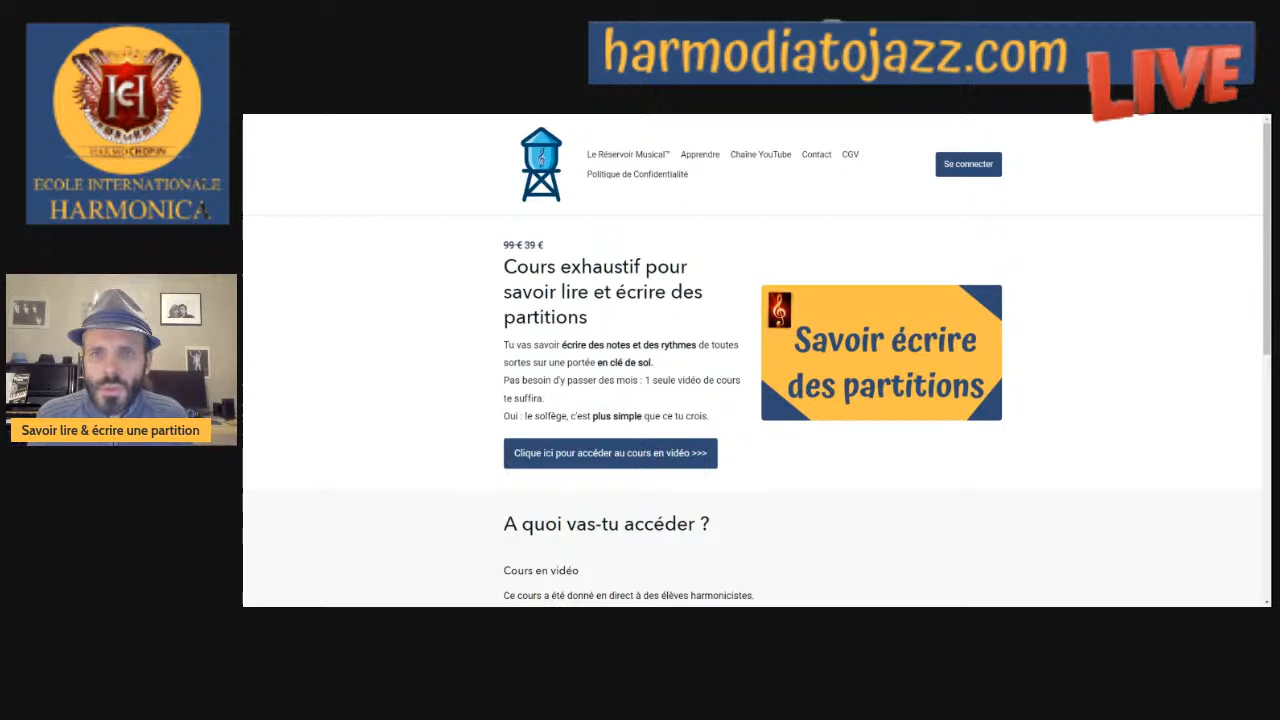 HC
HARMO CHOPIN
ECOLE INTERNATIONALE
HARMONICA
harmodiatojazz.com
LIVE
Le Réservoir Musical™ Apprendre Chaîne YouTube Contact CGV
Politique de Confidentialité
Se connecter
99 € 39 €
Cours exhaustif pour
savoir lire et écrire des
partitions
Tu vas savoir écrire des notes et des rythmes de toutes
sortes sur une portée en clé de sol.
Pas besoin d'y passer des mois : 1 seule vidéo de cours
te suffira.
Oui : le solfège, c'est plus simple que ce tu crois.
Clique ici pour accéder au cours en vidéo >>>
Savoir écrire
des partitions
Savoir lire & écrire une partition
A quoi vas-tu accéder ?
Cours en vidéo
Ce cours a été donné en direct à des élèves harmonicistes.